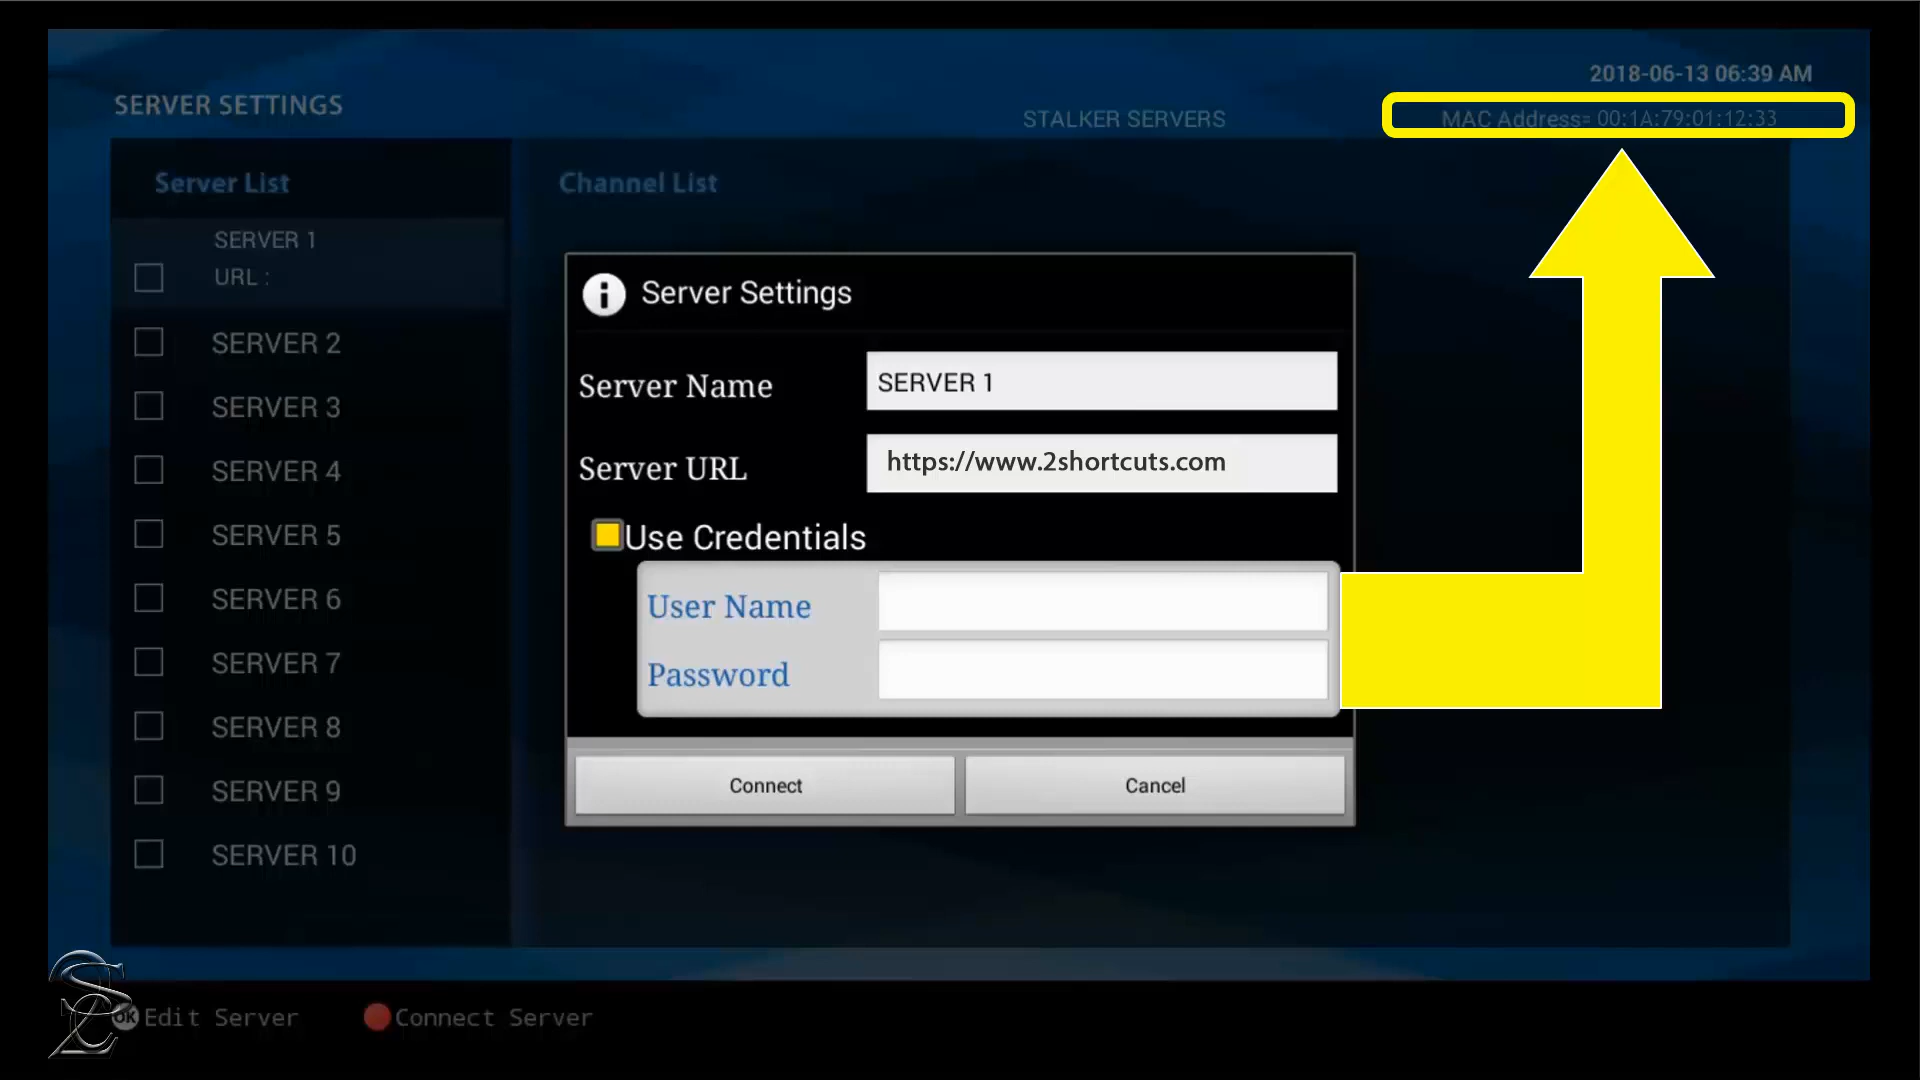 2018-06-13 06:39 AM
SERVER SETTINGS
STALKER SERVERS
MAC Address= 00:1A:79:01:12:33
Server List
Channel List
SERVER 1
URL :
SERVER 2
SERVER 3
SERVER 4
SERVER 5
SERVER 6
SERVER 7
SERVER 8
SERVER 9
SERVER 10
Server Settings
Server Name
SERVER 1
Server URL
https://www.2shortcuts.com
Use Credentials
User Name
Password
Connect
Cancel
OK Edit Server
Connect Server